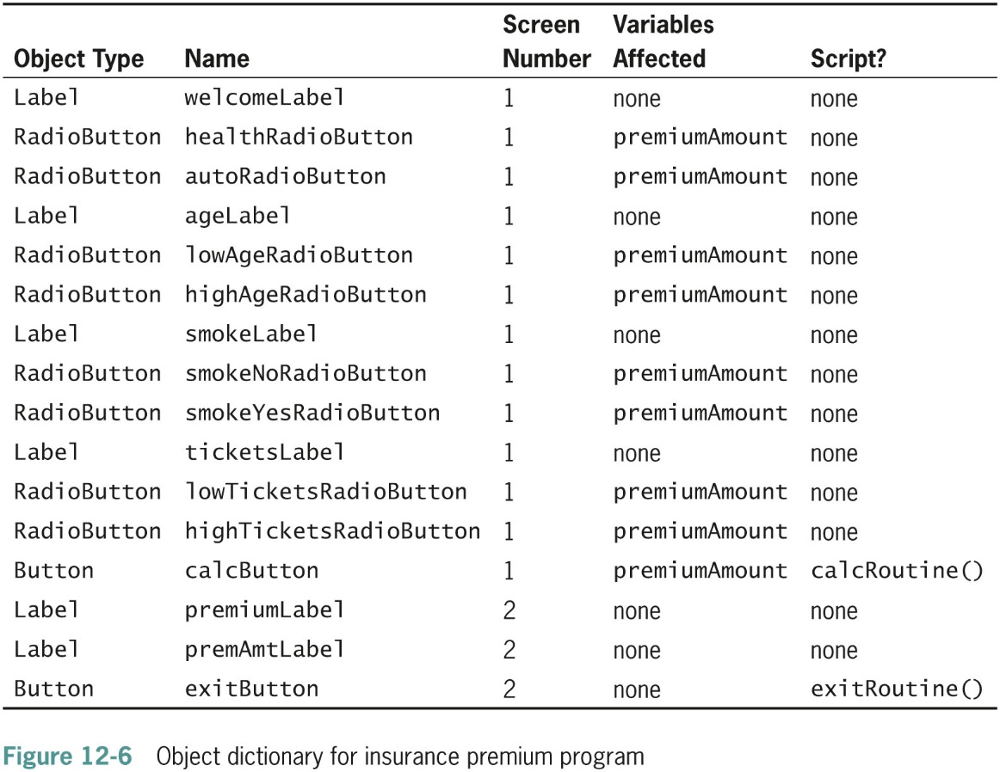 Screen Variables
Object Type Name Number Affected Script?
Label welcomeLabel 1 none none
RadioButton healthRadioButton 1 premiumAmount none
RadioButton autoRadioButton 1 premiumAmount none
Label ageLabel 1 none none
RadioButton lowAgeRadioButton 1 premiumAmount none
RadioButton highAgeRadioButton 1 premiumAmount none
Label smokeLabel 1 none none
RadioButton smokeNoRadioButton 1 premiumAmount none
RadioButton smokeYesRadioButton 1 premiumAmount none
Label ticketsLabel 1 none none
RadioButton lowTicketsRadioButton 1 premiumAmount none
RadioButton highTicketsRadioButton 1 premiumAmount none
Button calcButton 1 premiumAmount calcRoutine()
Label premiumLabel 2 none none
Label premAmtLabel 2 none none
Button exitButton 2 none exitRoutine()
Figure 12-6 Object dictionary for insurance premium program